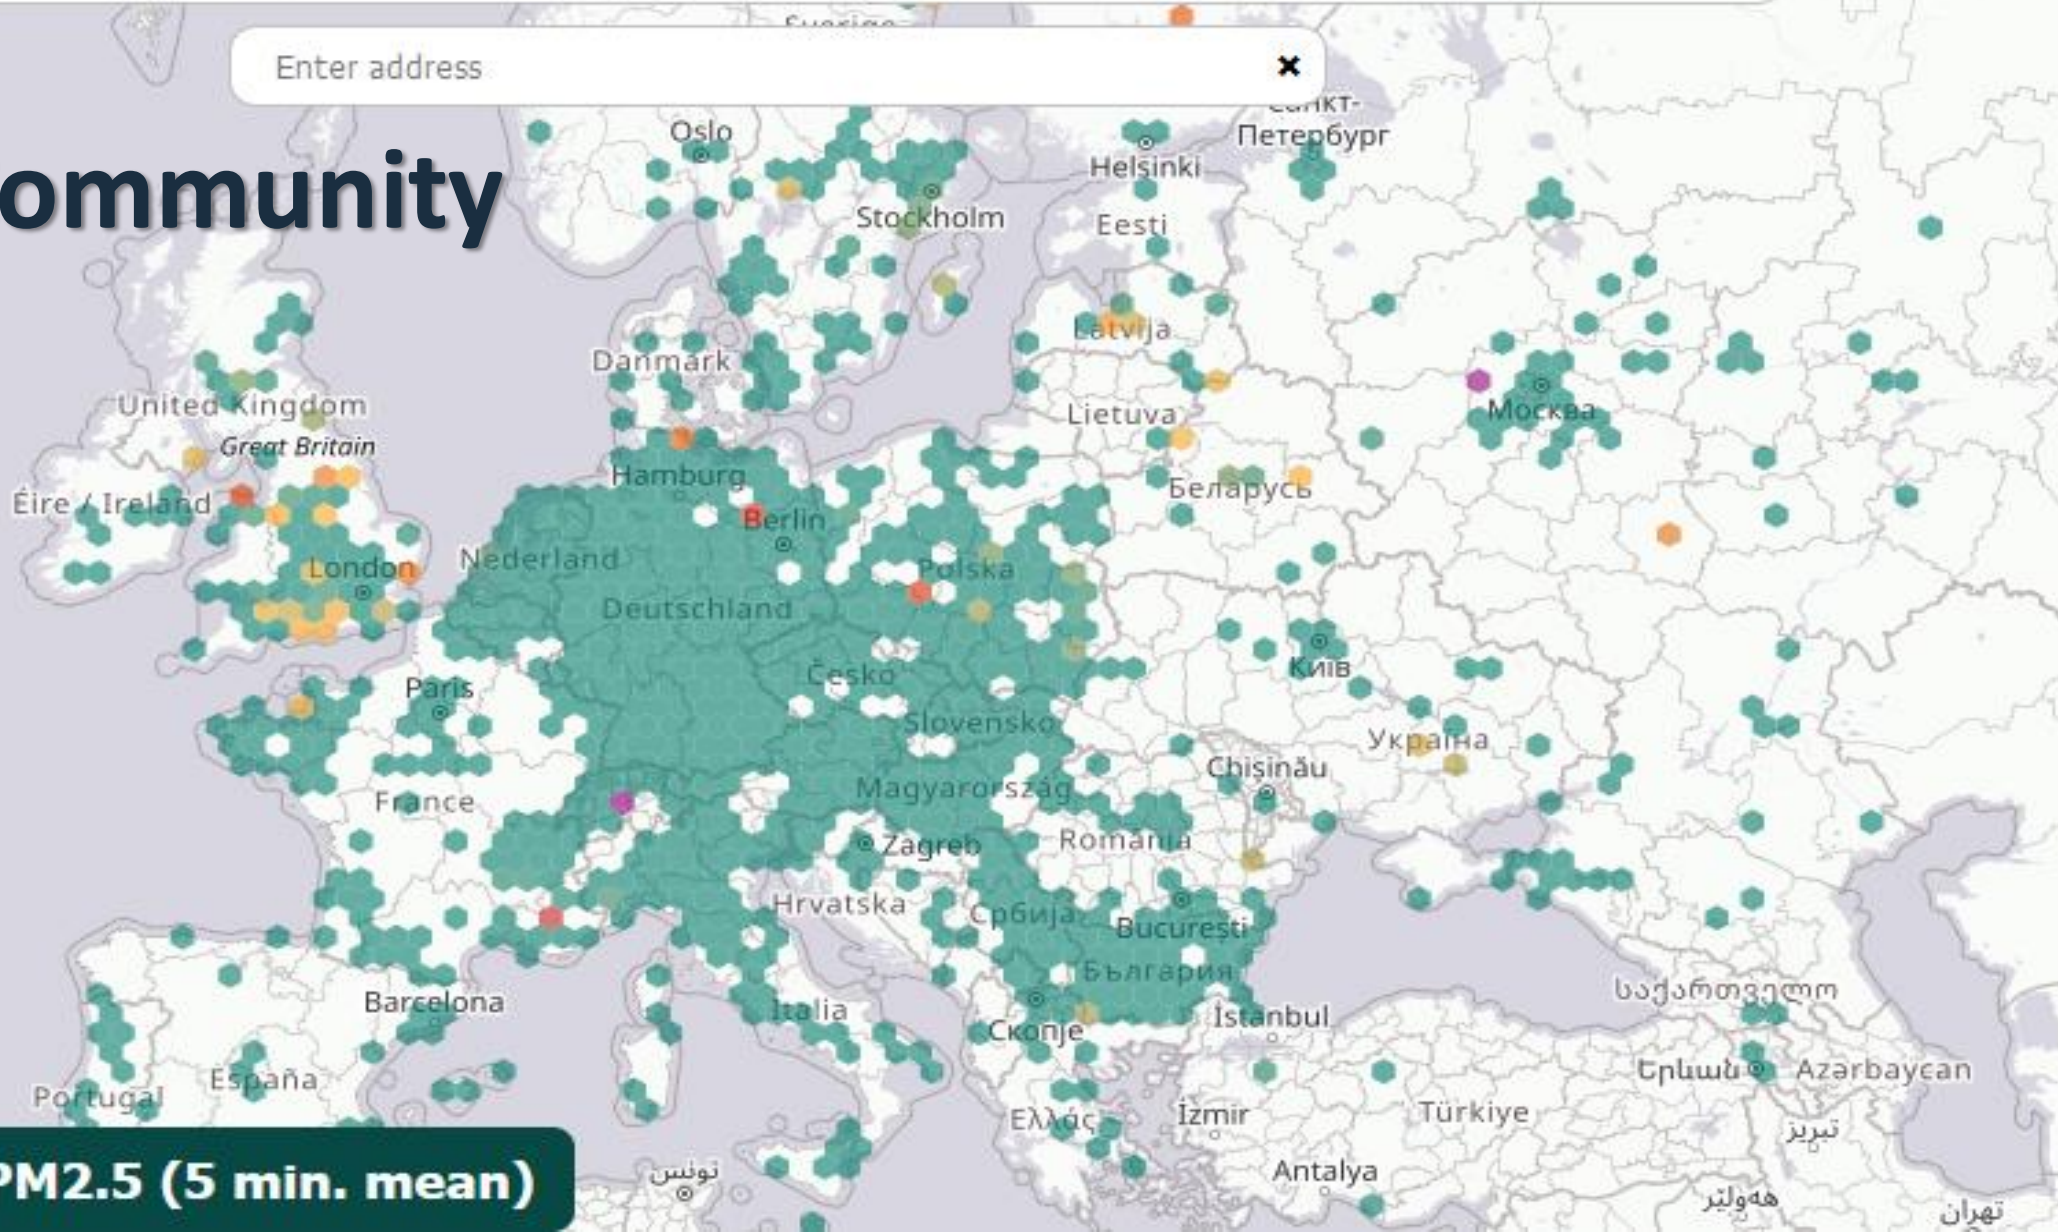 Sverige
Enter address ✖
Санкт-
Петербург
Oslo
Helsinki
ommunity
Stockholm
Eesti
Latvija
Danmark
United Kingdom
Lietuva
Москва
Great Britain
Hamburg
Беларусь
Éire / Ireland
Berlin
Nederland
London
Polska
Deutschland
Česko
Київ
Paris
Slovensko
Україна
Chișinău
Magyarország
France
România
Zagreb
Hrvatska
Србија
București
България
საქართველო
Barcelona
Italia
İstanbul
Скопје
Երևան
Azərbaycan
España
Portugal
Ελλάς
İzmir
Türkiye
تبریز
PM2.5 (5 min. mean)
تونس
Antalya
هەولێر
تهران